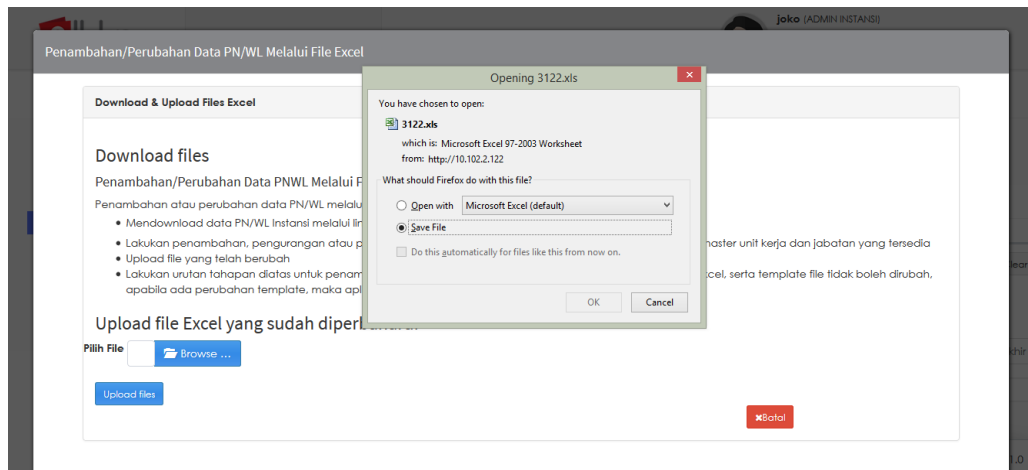 joko (ADMIN INSTANSI)
Penambahan/Perubahan Data PN/WL Melalui File Excel
Opening 3122.xls
Download & Upload Files Excel
You have chosen to open:
3122.xls
which is: Microsoft Excel 97-2003 Worksheet
from: http://10.102.2.122
What should Firefox do with this file?
Open with Microsoft Excel (default)
Save File
Do this automatically for files like this from now on.
OK Cancel
Download files
Penambahan/Perubahan Data PNWL Melalui F
Penambahan atau perubahan data PN/WL melalu
Mendownload data PN/WL Instansi melalui lin
Lakukan penambahan, pengurangan atau p naster unit kerja dan jabatan yang tersedia
Upload file yang telah berubah
Lakukan urutan tahapan diatas untuk penam cel, serta template file tidak boleh dirubah,
apabila ada perubahan template, maka apl
Upload file Excel yang sudah
Pilih File Browse ...
Upload files
Batal
1.0